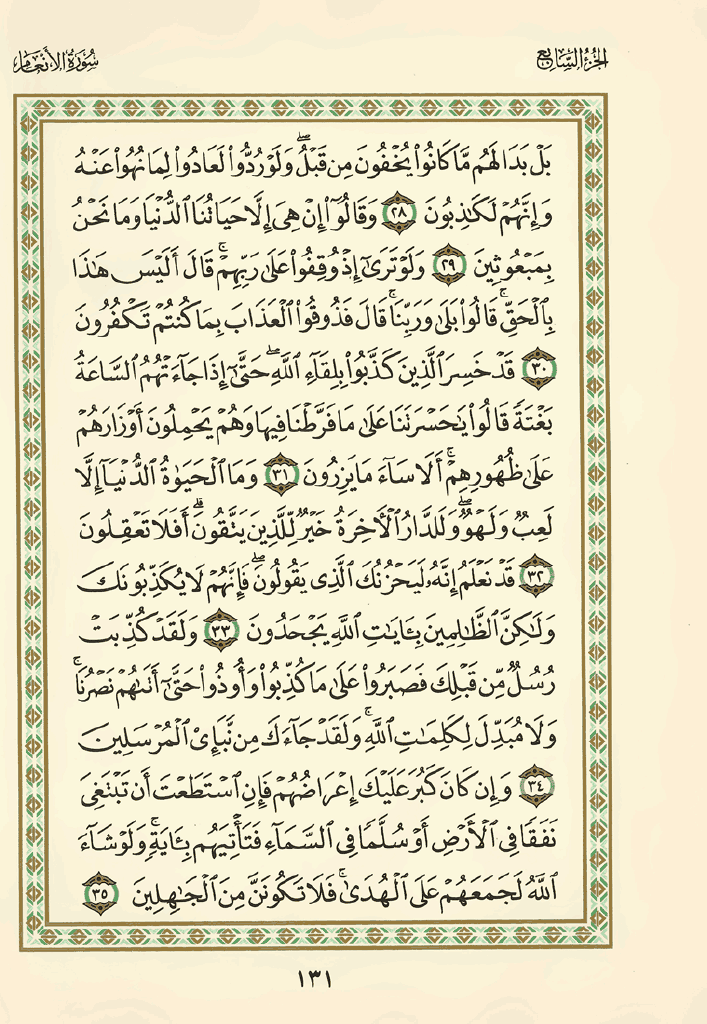 الجزء السابع
سورة الأنعام
بَلْ بَدَا لَهُم مَّا كَانُوا۟ يُخْفُونَ مِن قَبْلُ ۖ وَلَوْ رُدُّوا۟ لَعَادُوا۟ لِمَا نُهُوا۟ عَنْهُ
وَإِنَّهُمْ لَكَـٰذِبُونَ ٢٨ وَقَالُوٓا۟ إِنْ هِىَ إِلَّا حَيَاتُنَا ٱلدُّنْيَا وَمَا نَحْنُ
بِمَبْعُوثِينَ ٢٩ وَلَوْ تَرَىٰٓ إِذْ وُقِفُوا۟ عَلَىٰ رَبِّهِمْ ۚ قَالَ أَلَيْسَ هَـٰذَا
بِٱلْحَقِّ ۚ قَالُوا۟ بَلَىٰ وَرَبِّنَا ۚ قَالَ فَذُوقُوا۟ ٱلْعَذَابَ بِمَا كُنتُمْ تَكْفُرُونَ
٣٠ قَدْ خَسِرَ ٱلَّذِينَ كَذَّبُوا۟ بِلِقَآءِ ٱللَّهِ ۖ حَتَّىٰٓ إِذَا جَآءَتْهُمُ ٱلسَّاعَةُ
بَغْتَةً قَالُوا۟ يَـٰحَسْرَتَنَا عَلَىٰ مَا فَرَّطْنَا فِيهَا وَهُمْ يَحْمِلُونَ أَوْزَارَهُمْ
عَلَىٰ ظُهُورِهِمْ ۚ أَلَا سَآءَ مَا يَزِرُونَ ٣١ وَمَا ٱلْحَيَوٰةُ ٱلدُّنْيَآ إِلَّا
لَعِبٌ وَلَهْوٌ ۖ وَلَلدَّارُ ٱلْـَٔاخِرَةُ خَيْرٌ لِّلَّذِينَ يَتَّقُونَ ۗ أَفَلَا تَعْقِلُونَ
٣٢ قَدْ نَعْلَمُ إِنَّهُۥ لَيَحْزُنُكَ ٱلَّذِى يَقُولُونَ ۖ فَإِنَّهُمْ لَا يُكَذِّبُونَكَ
وَلَـٰكِنَّ ٱلظَّـٰلِمِينَ بِـَٔايَـٰتِ ٱللَّهِ يَجْحَدُونَ ٣٣ وَلَقَدْ كُذِّبَتْ
رُسُلٌ مِّن قَبْلِكَ فَصَبَرُوا۟ عَلَىٰ مَا كُذِّبُوا۟ وَأُوذُوا۟ حَتَّىٰٓ أَتَىٰهُمْ نَصْرُنَا ۚ
وَلَا مُبَدِّلَ لِكَلِمَـٰتِ ٱللَّهِ ۚ وَلَقَدْ جَآءَكَ مِن نَّبَإِى۟ ٱلْمُرْسَلِينَ
٣٤ وَإِن كَانَ كَبُرَ عَلَيْكَ إِعْرَاضُهُمْ فَإِنِ ٱسْتَطَعْتَ أَن تَبْتَغِىَ
نَفَقًا فِى ٱلْأَرْضِ أَوْ سُلَّمًا فِى ٱلسَّمَآءِ فَتَأْتِيَهُم بِـَٔايَةٍ ۚ وَلَوْ شَآءَ
ٱللَّهُ لَجَمَعَهُمْ عَلَى ٱلْهُدَىٰ ۚ فَلَا تَكُونَنَّ مِنَ ٱلْجَـٰهِلِينَ ٣٥
١٣١